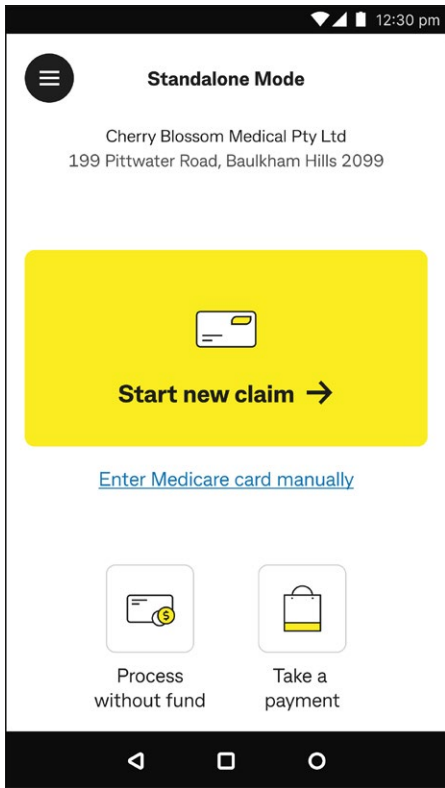 12:30 pm
Standalone Mode
Cherry Blossom Medical Pty Ltd
199 Pittwater Road, Baulkham Hills 2099
Start new claim →
Enter Medicare card manually
$
Process
without fund
Take a
payment